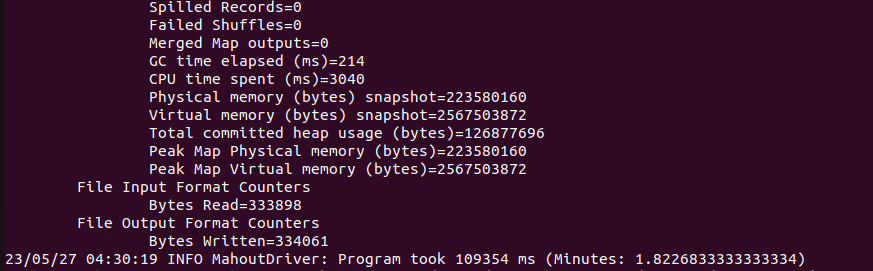 Spilled Records=0
Failed Shuffles=0
Merged Map outputs=0
GC time elapsed (ms)=214
CPU time spent (ms)=3040
Physical memory (bytes) snapshot=223580160
Virtual memory (bytes) snapshot=2567503872
Total committed heap usage (bytes)=126877696
Peak Map Physical memory (bytes)=223580160
Peak Map Virtual memory (bytes)=2567503872
File Input Format Counters
Bytes Read=333898
File Output Format Counters
Bytes Written=334061
23/05/27 04:30:19 INFO MahoutDriver: Program took 109354 ms (Minutes: 1.8226833333333334)